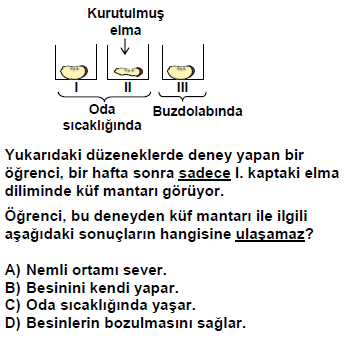 Kurutulmuş
elma
I
II
III
Oda
sıcaklığında
Buzdolabında
Yukarıdaki düzeneklerde deney yapan bir
öğrenci, bir hafta sonra sadece I. kaptaki elma
diliminde küf mantarı görüyor.
Öğrenci, bu deneyden küf mantarı ile ilgili
aşağıdaki sonuçların hangisine ulaşamaz?
A) Nemli ortamı sever.
B) Besinini kendi yapar.
C) Oda sıcaklığında yaşar.
D) Besinlerin bozulmasını sağlar.